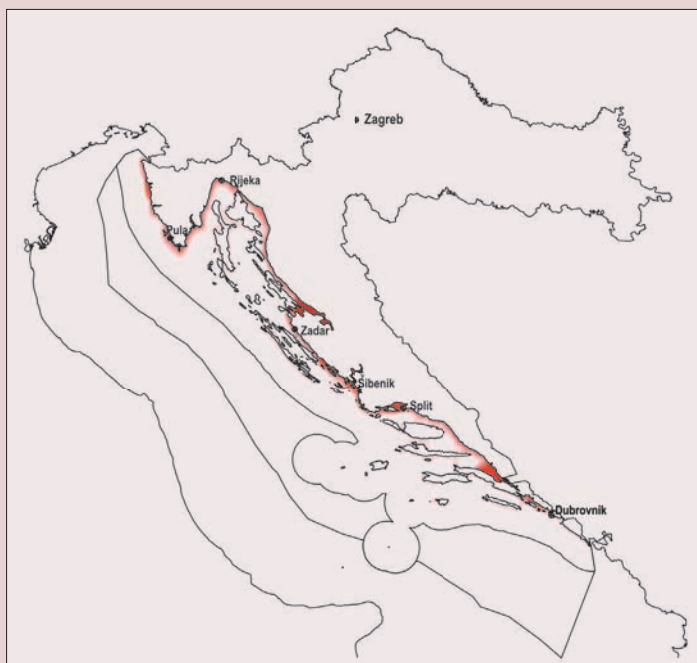 Zagreb
Rijeka
Pula
Zadar
Šibenik
Split
Dubrovnik